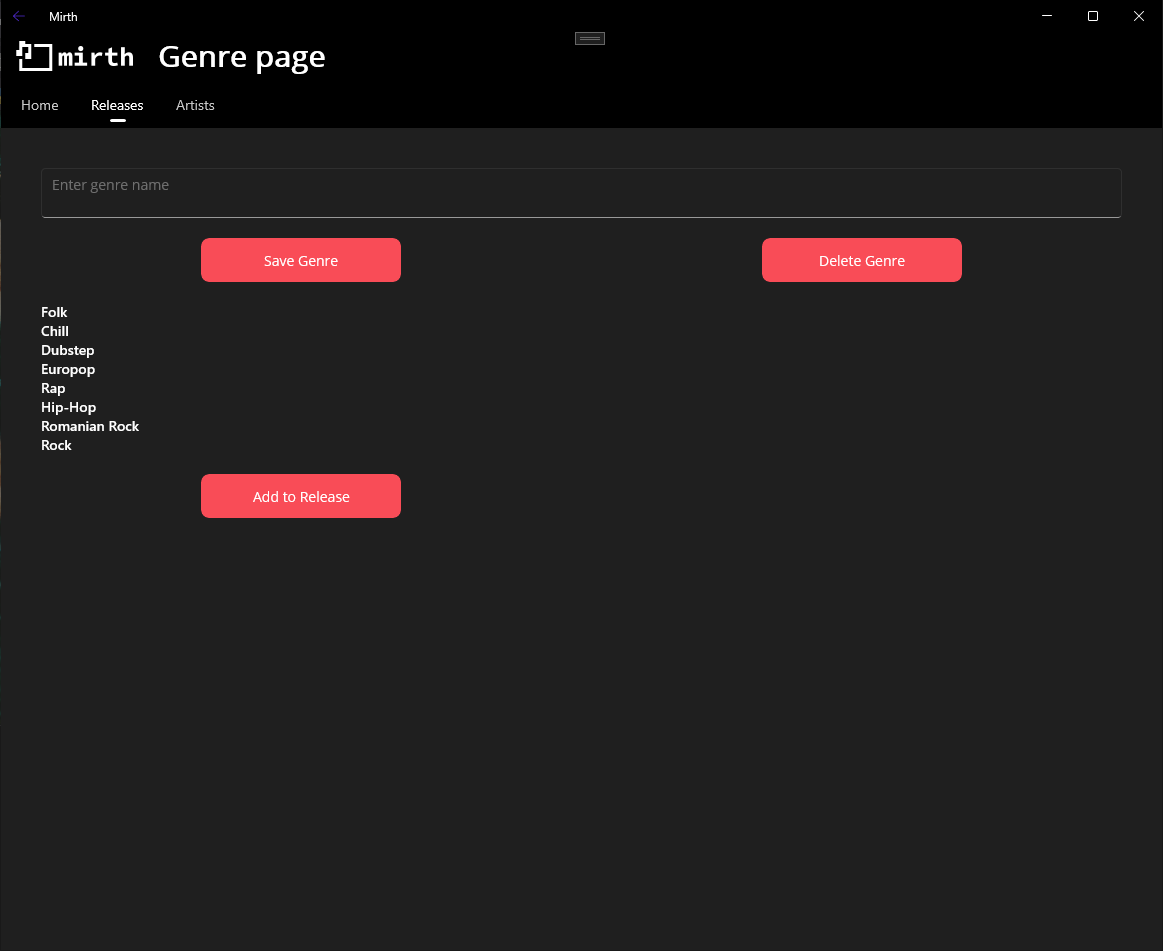 Mirth
mirth Genre page
Home Releases Artists
Enter genre name
Save Genre Delete Genre
Folk
Chill
Dubstep
Europop
Rap
Hip-Hop
Romanian Rock
Rock
Add to Release